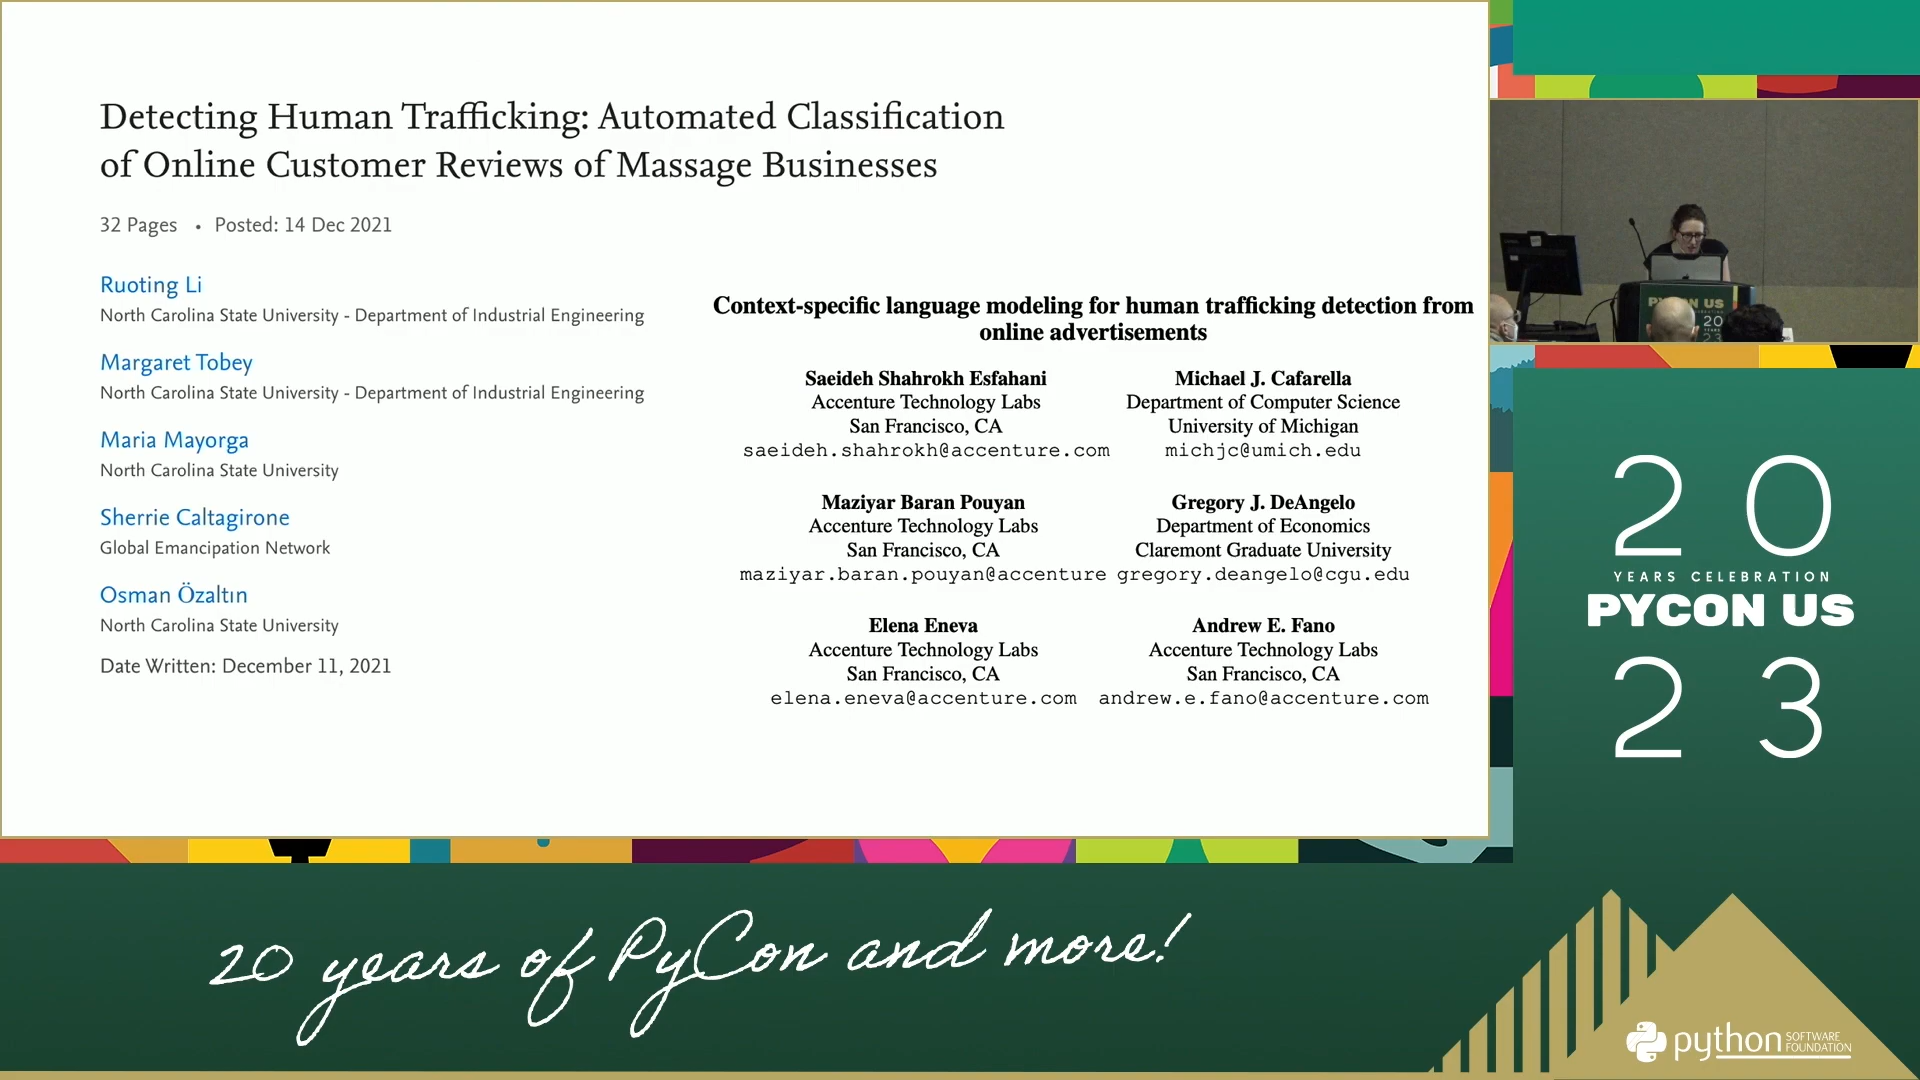 Detecting Human Trafficking: Automated Classification
of Online Customer Reviews of Massage Businesses
32 Pages • Posted: 14 Dec 2021
Ruoting Li
North Carolina State University - Department of Industrial Engineering
Margaret Tobey
North Carolina State University - Department of Industrial Engineering
Maria Mayorga
North Carolina State University
Sherrie Caltagirone
Global Emancipation Network
Osman Özaltın
North Carolina State University
Date Written: December 11, 2021
Context-specific language modeling for human trafficking detection from
online advertisements
Saeideh Shahrokh Esfahani
Accenture Technology Labs
San Francisco, CA
saeideh.shahrokh@accenture.com
Michael J. Cafarella
Department of Computer Science
University of Michigan
michjc@umich.edu
Maziyar Baran Pouyan
Accenture Technology Labs
San Francisco, CA
maziyar.baran.pouyan@accenture
Gregory J. DeAngelo
Department of Economics
Claremont Graduate University
gregory.deangelo@cgu.edu
Elena Eneva
Accenture Technology Labs
San Francisco, CA
elena.eneva@accenture.com
Andrew E. Fano
Accenture Technology Labs
San Francisco, CA
andrew.e.fano@accenture.com
PYCON US
20
23
20
YEARS CELEBRATION
PYCON US
23
20 years of PyCon and more!
python SOFTWARE
FOUNDATION